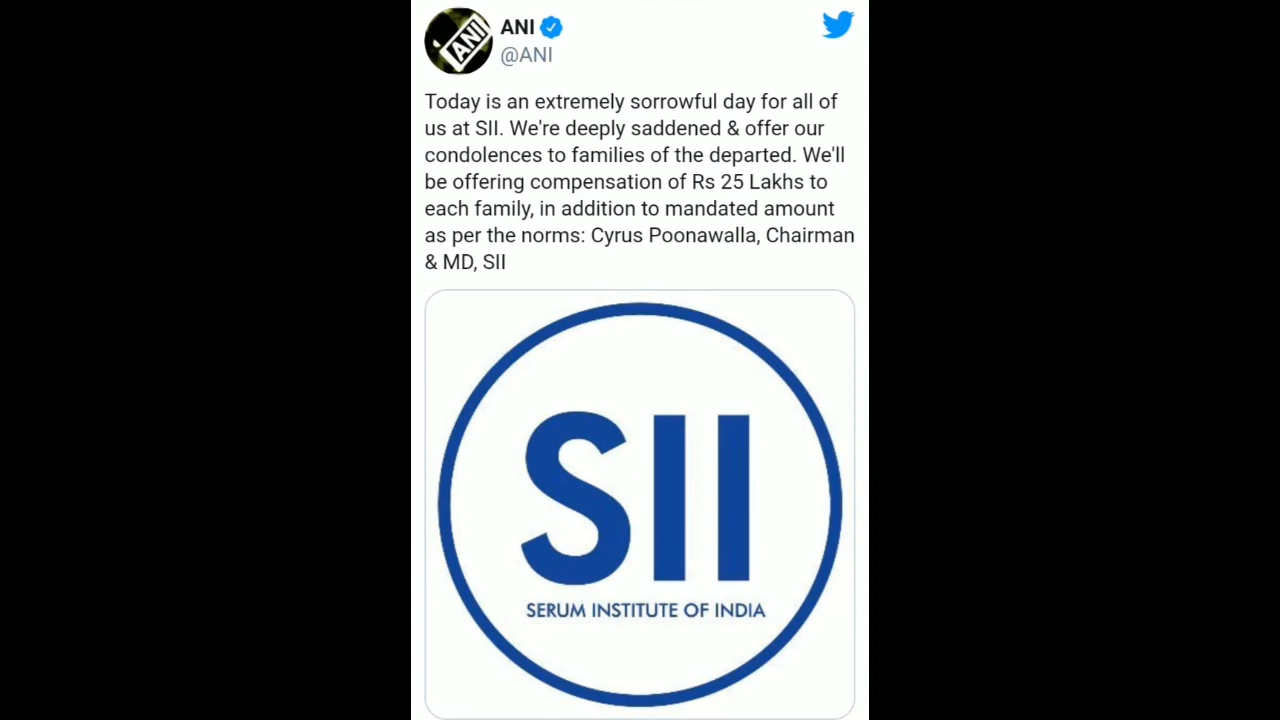 ANI
ANI
@ANI
Today is an extremely sorrowful day for all of
us at SII. We're deeply saddened & offer our
condolences to families of the departed. We'll
be offering compensation of Rs 25 Lakhs to
each family, in addition to mandated amount
as per the norms: Cyrus Poonawalla, Chairman
& MD, SII
SII
SERUM INSTITUTE OF INDIA